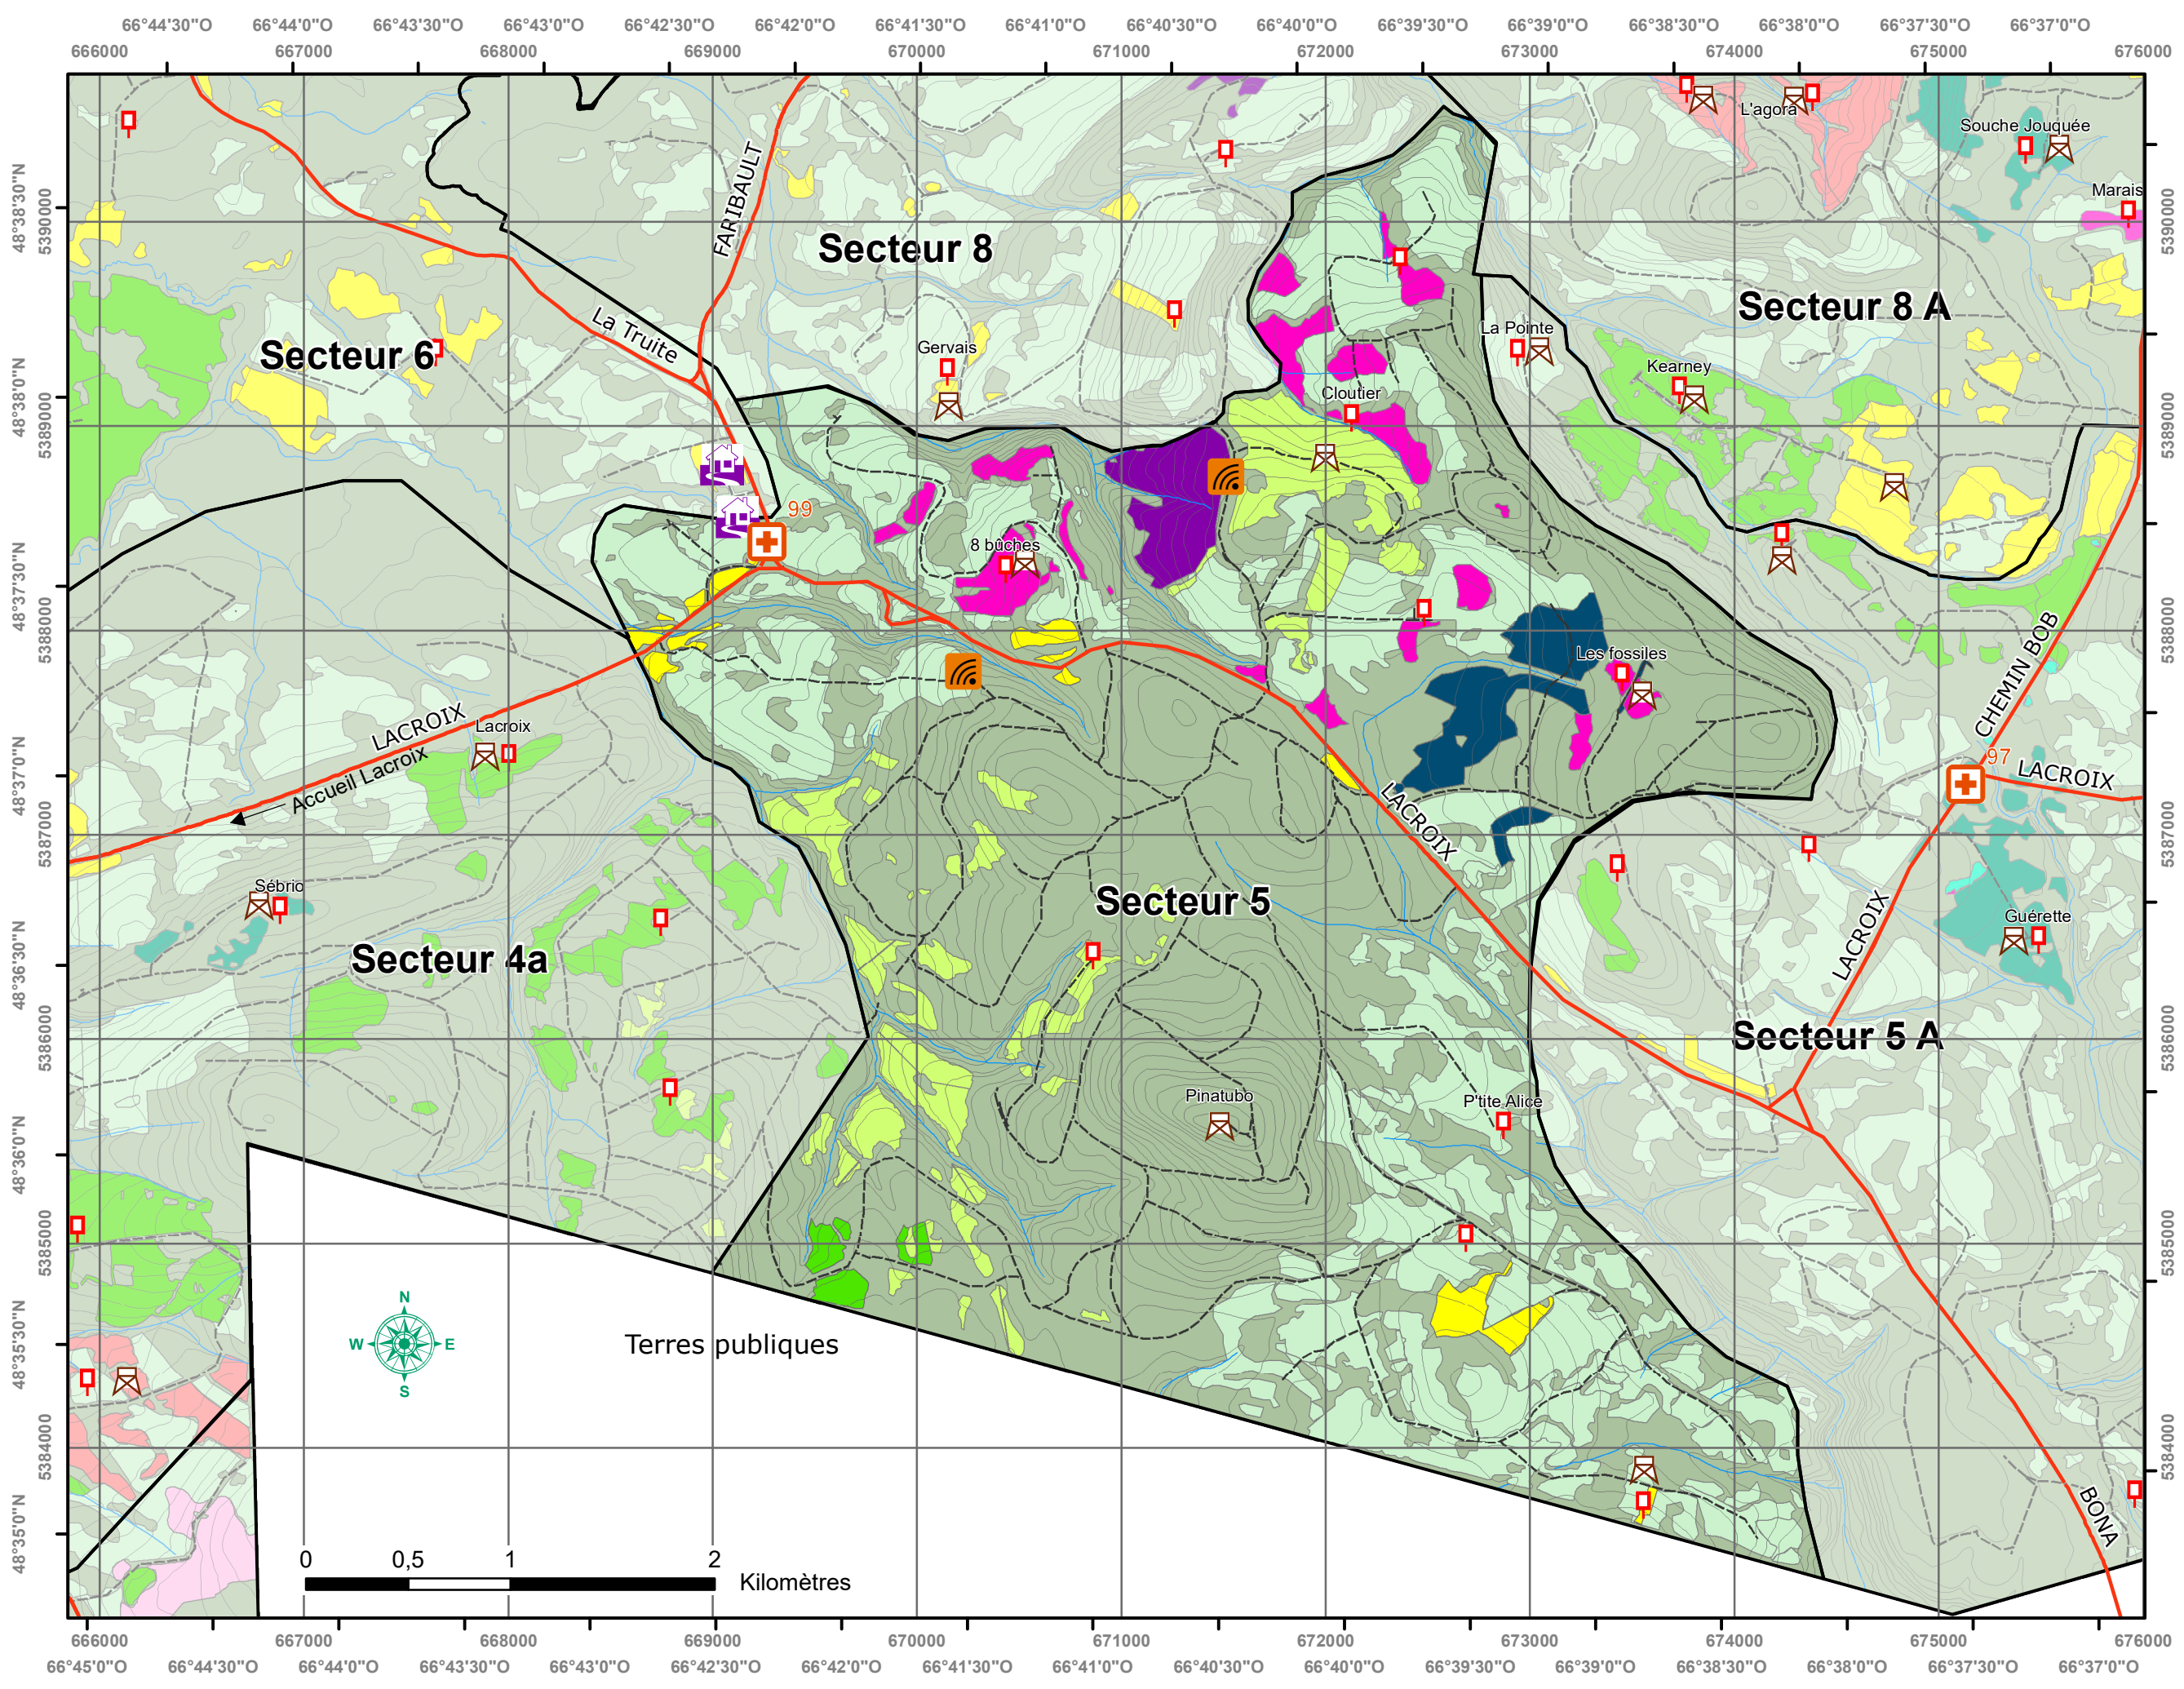 66°44'30"O 66°44'0"O 66°43'30"O 66°43'0"O 66°42'30"O 66°42'0"O 66°41'30"O 66°41'0"O 66°40'30"O 66°40'0"O 66°39'30"O 66°39'0"O 66°38'30"O 66°38'0"O 66°37'30"O 66°37'0"O
666000 667000 668000 669000 670000 671000 672000 673000 674000 675000 676000
L'agora
Souche Jouquée
Marais
48°38'30"N
5390000
5390000
FARIBAULT
Secteur 8
Secteur 8 A
La Truite
La Pointe
Secteur 6
Gervais
Kearney
48°38'0"N
Cloutier
5389000
5389000
99
8 bûches
48°37'30"N
5388000
5388000
Les fossiles
CHEMIN BOB
LACROIX
Lacroix
Accueil Lacroix
48°37'0"N
97
LACROIX
LACROIX
5387000
5387000
Sébrio
Secteur 5
Guérette
LACROIX
Secteur 4a
48°36'30"N
5386000
5386000
Secteur 5 A
Pinatubo
P'tite Alice
48°36'0"N
5385000
5385000
N
W E
S
Terres publiques
48°35'30"N
5384000
5384000
BONA
48°35'0"N
0 0,5 1 2
Kilomètres
666000 667000 668000 669000 670000 671000 672000 673000 674000 675000 676000
66°45'0"O 66°44'30"O 66°44'0"O 66°43'30"O 66°43'0"O 66°42'30"O 66°42'0"O 66°41'30"O 66°41'0"O 66°40'30"O 66°40'0"O 66°39'30"O 66°39'0"O 66°38'30"O 66°38'0"O 66°37'30"O 66°37'0"O